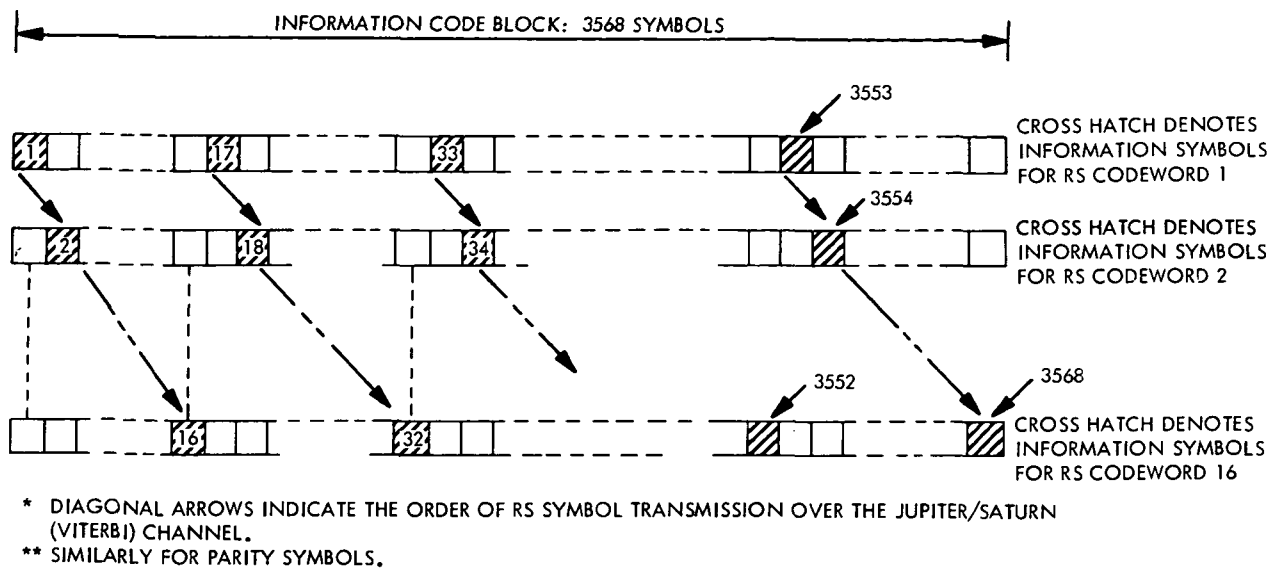 INFORMATION CODE BLOCK: 3568 SYMBOLS
3553
1
17
33
CROSS HATCH DENOTES
INFORMATION SYMBOLS
FOR RS CODEWORD 1
3554
2
18
34
CROSS HATCH DENOTES
INFORMATION SYMBOLS
FOR RS CODEWORD 2
3552
3568
16
32
CROSS HATCH DENOTES
INFORMATION SYMBOLS
FOR RS CODEWORD 16
* DIAGONAL ARROWS INDICATE THE ORDER OF RS SYMBOL TRANSMISSION OVER THE JUPITER/SATURN
(VITERBI) CHANNEL.
** SIMILARLY FOR PARITY SYMBOLS.